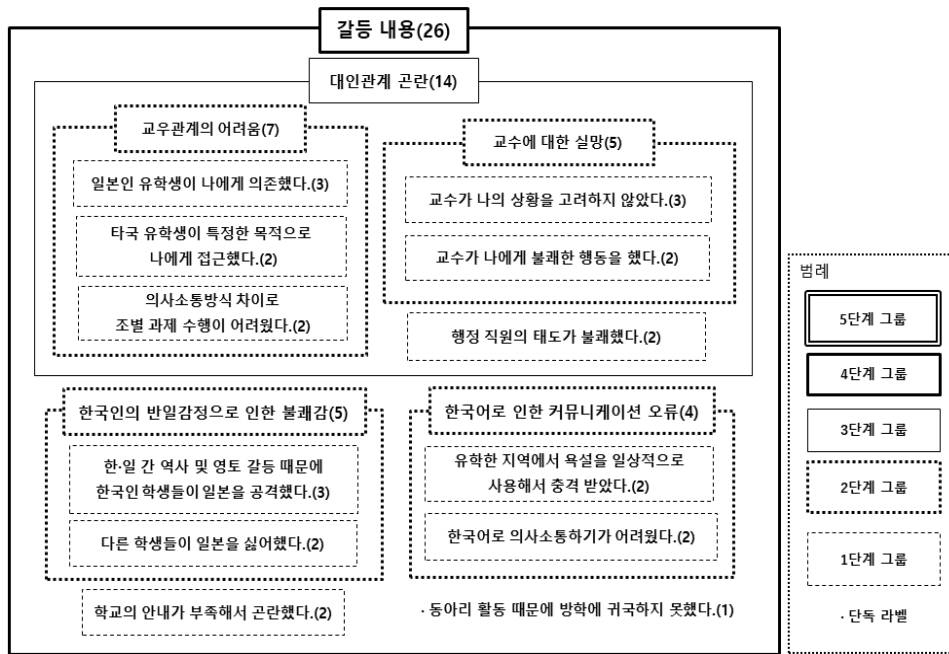 갈등 내용(26)
대인관계 곤란(14)
교우관계의 어려움(7)
일본인 유학생이 나에게 의존했다.(3)
타국 유학생이 특정한 목적으로
나에게 접근했다.(2)
의사소통방식 차이로
조별 과제 수행이 어려웠다.(2)
교수에 대한 실망(5)
교수가 나의 상황을 고려하지 않았다.(3)
교수가 나에게 불쾌한 행동을 했다.(2)
행정 직원의 태도가 불쾌했다.(2)
한국인의 반일감정으로 인한 불쾌감(5)
한·일 간 역사 및 영토 갈등 때문에
한국인 학생들이 일본을 공격했다.(3)
다른 학생들이 일본을 싫어했다.(2)
한국어로 인한 커뮤니케이션 오류(4)
유학한 지역에서 욕설을 일상적으로
사용해서 충격 받았다.(2)
한국어로 의사소통하기가 어려웠다.(2)
학교의 안내가 부족해서 곤란했다.(2)
· 동아리 활동 때문에 방학에 귀국하지 못했다.(1)
범례
5단계 그룹
4단계 그룹
3단계 그룹
2단계 그룹
1단계 그룹
· 단독 라벨